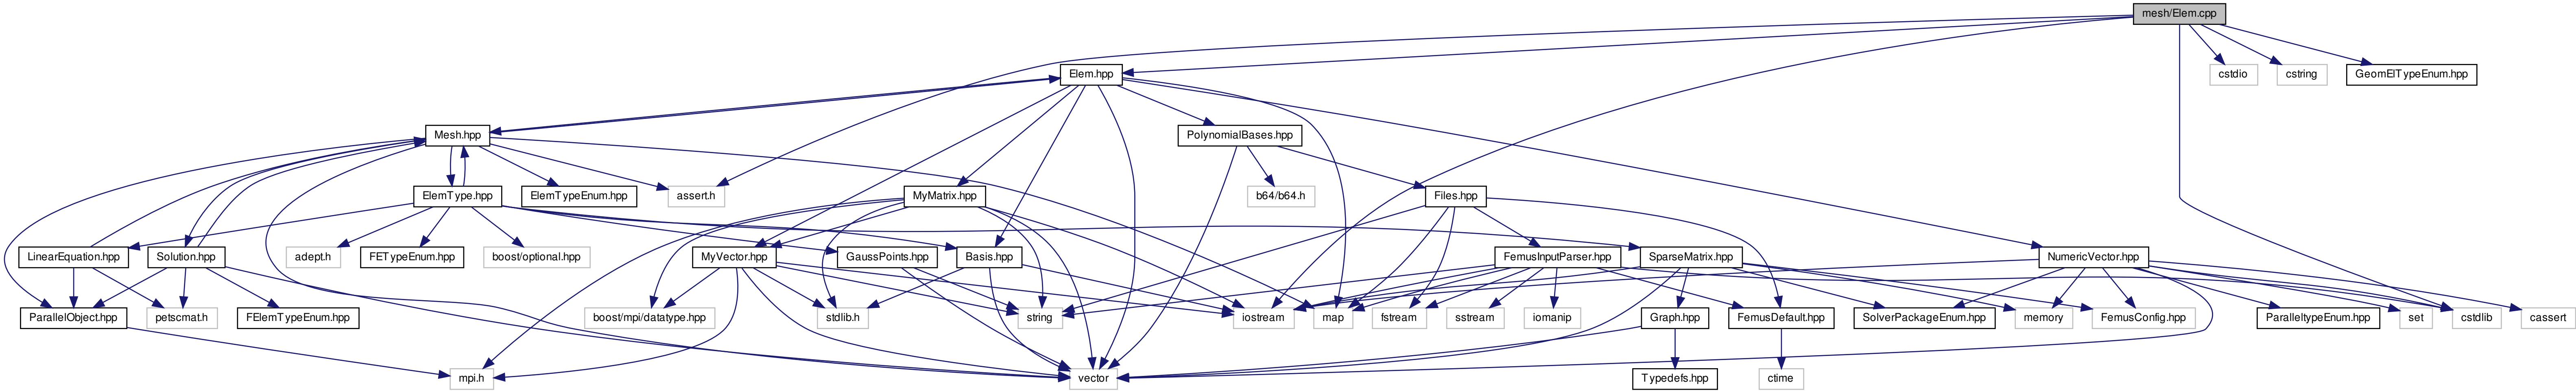 mesh/Elem.cpp
Elem.hpp
cstdio
cstring
GeomElTypeEnum.hpp
Mesh.hpp
PolynomialBases.hpp
ElemType.hpp
ElemTypeEnum.hpp
assert.h
MyMatrix.hpp
b64/b64.h
Files.hpp
LinearEquation.hpp
Solution.hpp
adept.h
FETypeEnum.hpp
boost/optional.hpp
MyVector.hpp
GaussPoints.hpp
Basis.hpp
FemusInputParser.hpp
SparseMatrix.hpp
NumericVector.hpp
ParallelObject.hpp
petscmat.h
FElemTypeEnum.hpp
boost/mpi/datatype.hpp
stdlib.h
string
iostream
map
fstream
sstream
iomanip
Graph.hpp
FemusDefault.hpp
SolverPackageEnum.hpp
memory
FemusConfig.hpp
ParalleltypeEnum.hpp
set
cstdlib
cassert
mpi.h
vector
Typedefs.hpp
ctime